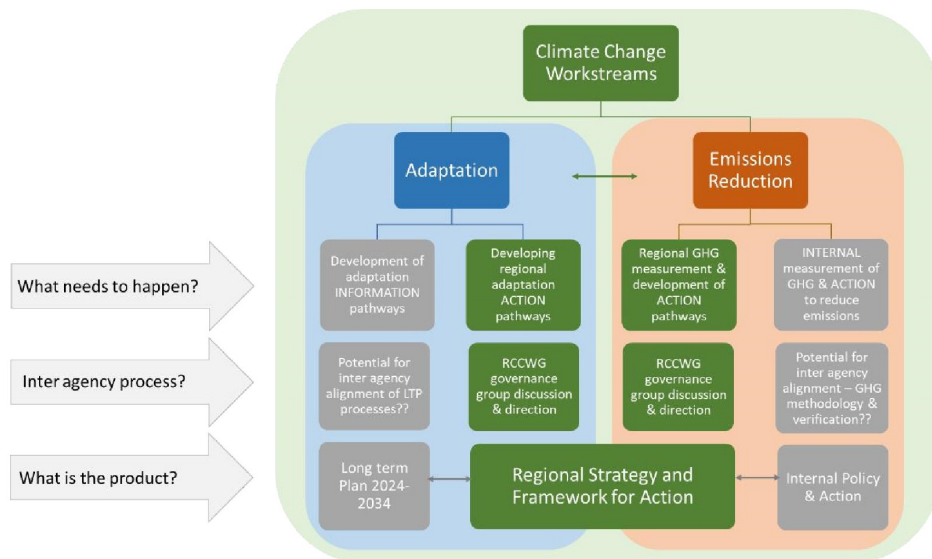 Climate Change
Workstreams
Adaptation
Emissions
Reduction
What needs to happen?
Development of
adaptation
INFORMATION
pathways
Developing
regional
adaptation
ACTION
pathways
Regional GHG
measurement &
development of
ACTION
pathways
INTERNAL
measurement of
GHG & ACTION
to reduce
emissions
Inter agency process?
Potential for
inter agency
alignment of LTP
processes??
RCCWG
governance
group discussion
& direction
RCCWG
governance
group discussion
& direction
Potential for
inter agency
alignment – GHG
methodology &
verification??
What is the product?
Long term
Plan 2024-
2034
Regional Strategy and
Framework for Action
Internal Policy
& Action